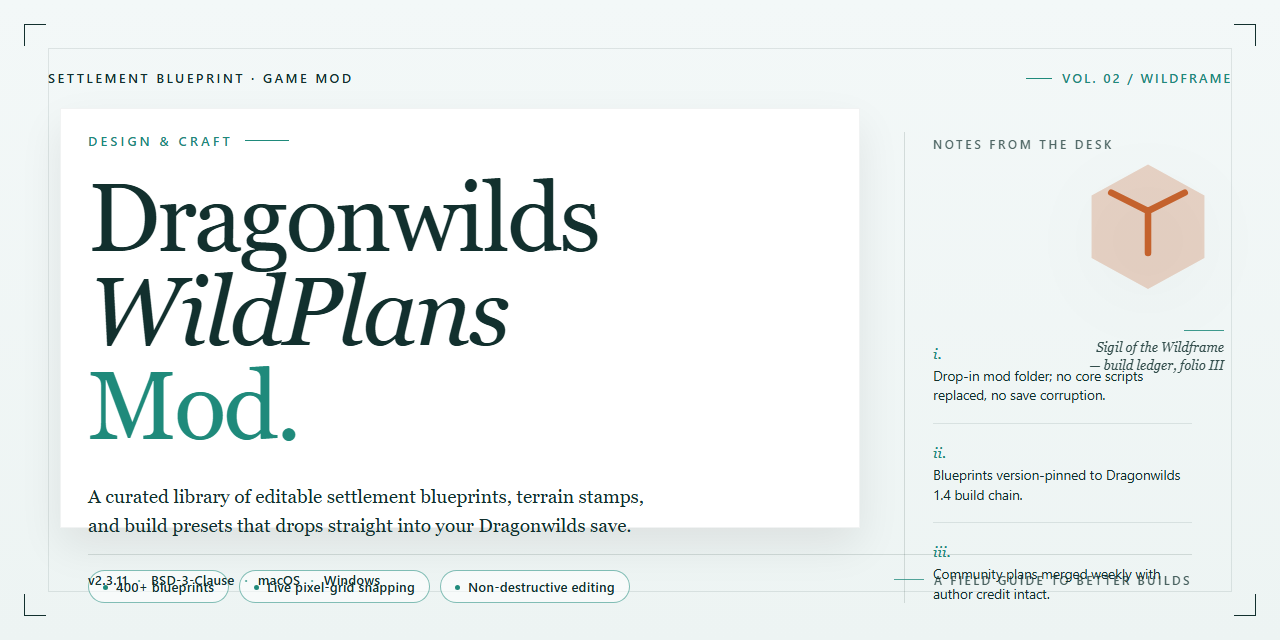 SETTLEMENT BLUEPRINT · GAME MOD
VOL. 02 / WILDFRAME
DESIGN & CRAFT
Dragonwilds
WildPlans
Mod.
A curated library of editable settlement blueprints, terrain stamps,
and build presets that drops straight into your Dragonwilds save.
400+ blueprints
Live pixel-grid snapping
Non-destructive editing
v2.3.11 · BSD-3-Clause · macOS · Windows
NOTES FROM THE DESK
Sigil of the Wildframe
— build ledger, folio III
i.
Drop-in mod folder; no core scripts
replaced, no save corruption.
ii.
Blueprints version-pinned to Dragonwilds
1.4 build chain.
iii.
Community plans merged weekly with
author credit intact.
A FIELD GUIDE TO BETTER BUILDS